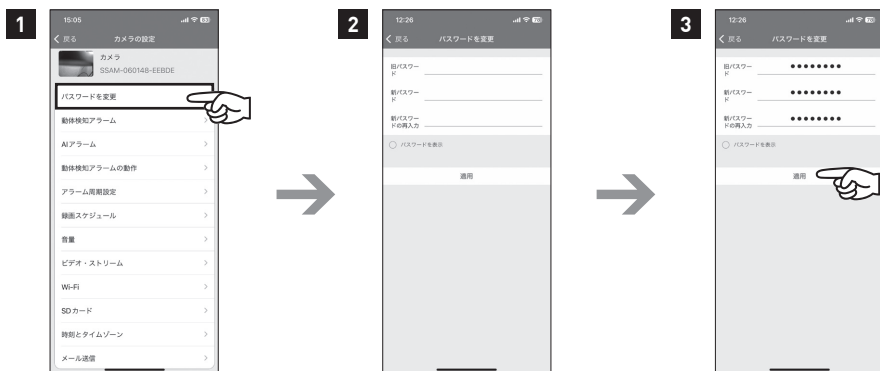 1
15:05
83
戻る カメラの設定
カメラ
SSAM-060148-EEBDE
パスワードを変更
動体検知アラーム
AIアラーム
動体検知アラームの動作
アラーム周期設定
録画スケジュール
音量
ビデオ・ストリーム
Wi-Fi
SDカード
時刻とタイムゾーン
メール送信
2
12:26
戻る パスワードを変更
旧パスワー
ド
新パスワー
ド
新パスワー
ドの再入力
パスワードを表示
適用
3
12:26
戻る パスワードを変更
旧パスワー
ド
新パスワー
ド
新パスワー
ドの再入力
パスワードを表示
適用